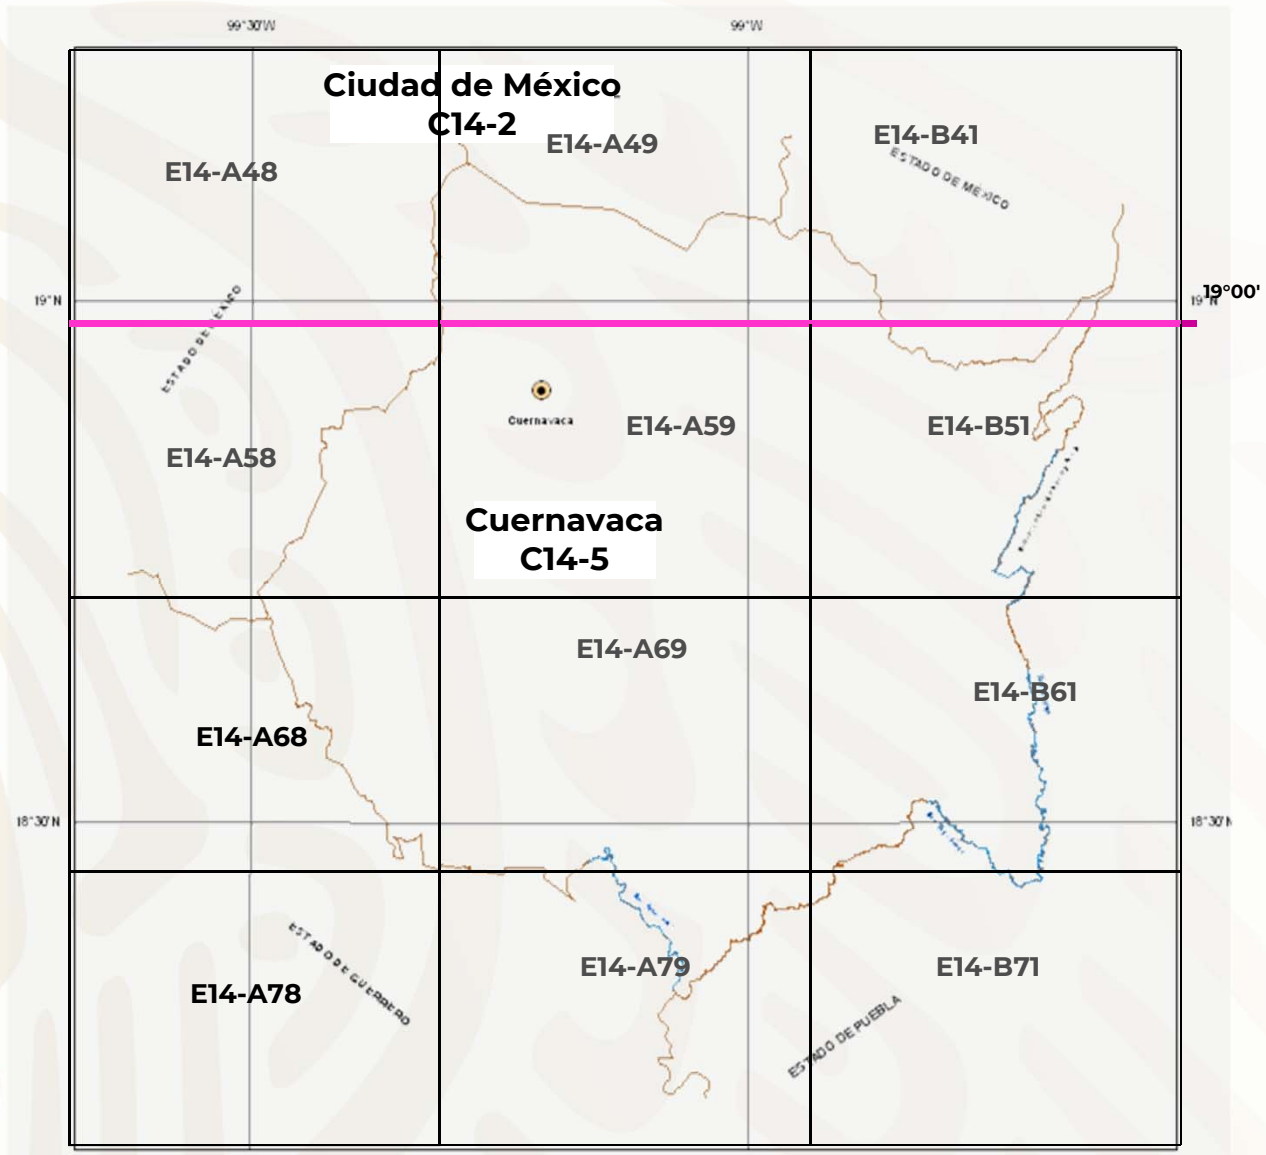 99°30'W
99°W
Ciudad de México
C14-2
E14-A49
E14-B41
E14-A48
ESTADO DE MÉXICO
19°N
ESTADO DE MÉXICO
19°N
19°00'
Cuernavaca
E14-A59
E14-B51
E14-A58
Cuernavaca
C14-5
E14-A69
E14-B61
E14-A68
18°30'N
18°30'N
ESTADO DE GUERRERO
E14-A79
E14-B71
E14-A78
ESTADO DE PUEBLA